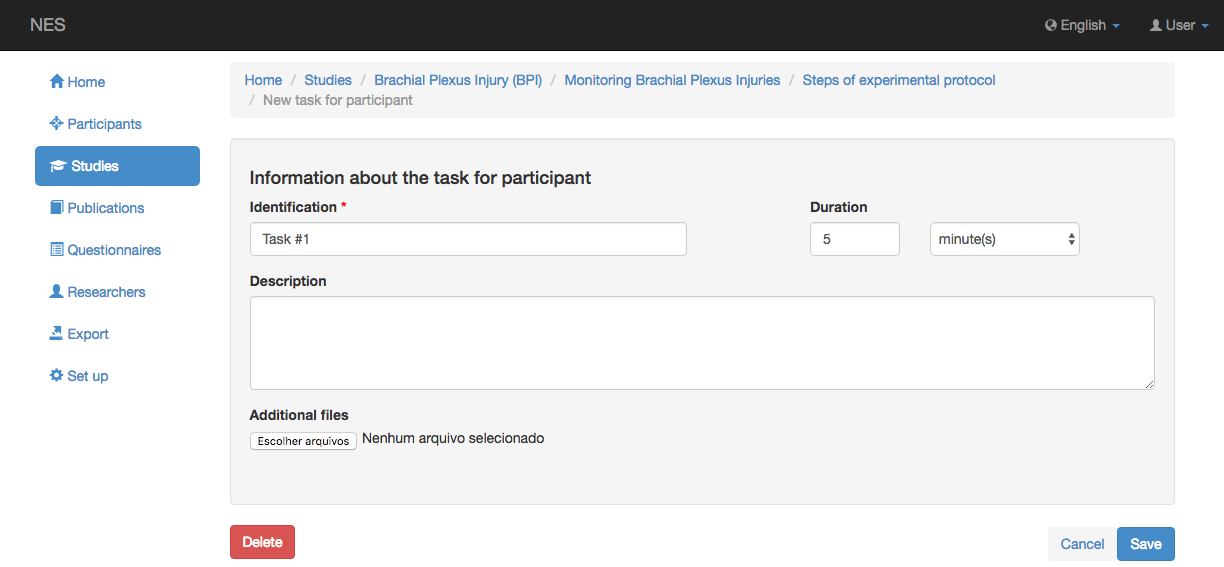 NES English User
Home
Participants
Studies
Publications
Questionnaires
Researchers
Export
Set up
Home / Studies / Brachial Plexus Injury (BPI) / Monitoring Brachial Plexus Injuries / Steps of experimental protocol
/ New task for participant
Information about the task for participant
Identification * Duration
Task #1 5 minute(s)
Description
Additional files
Escolher arquivos Nenhum arquivo selecionado
Delete Cancel Save